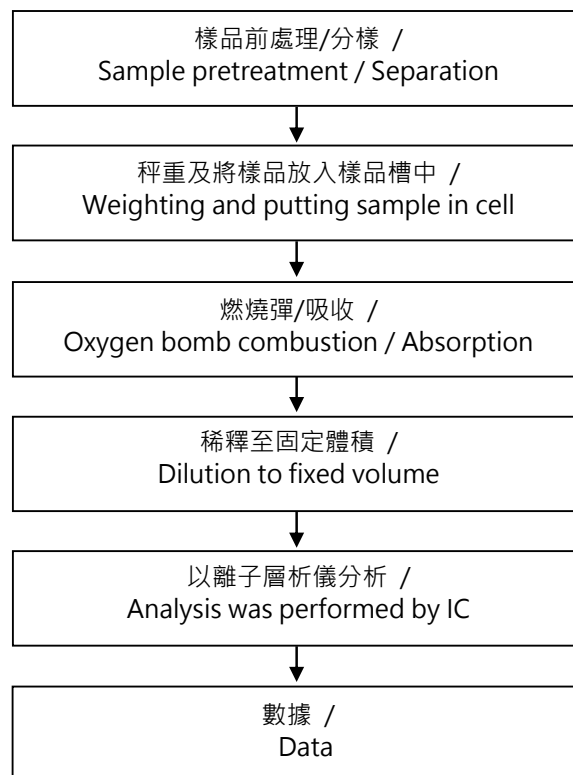 樣品前處理/分樣 /
Sample pretreatment / Separation
秤重及將樣品放入樣品槽中 /
Weighting and putting sample in cell
燃燒彈/吸收 /
Oxygen bomb combustion / Absorption
稀釋至固定體積 /
Dilution to fixed volume
以離子層析儀分析 /
Analysis was performed by IC
數據 /
Data